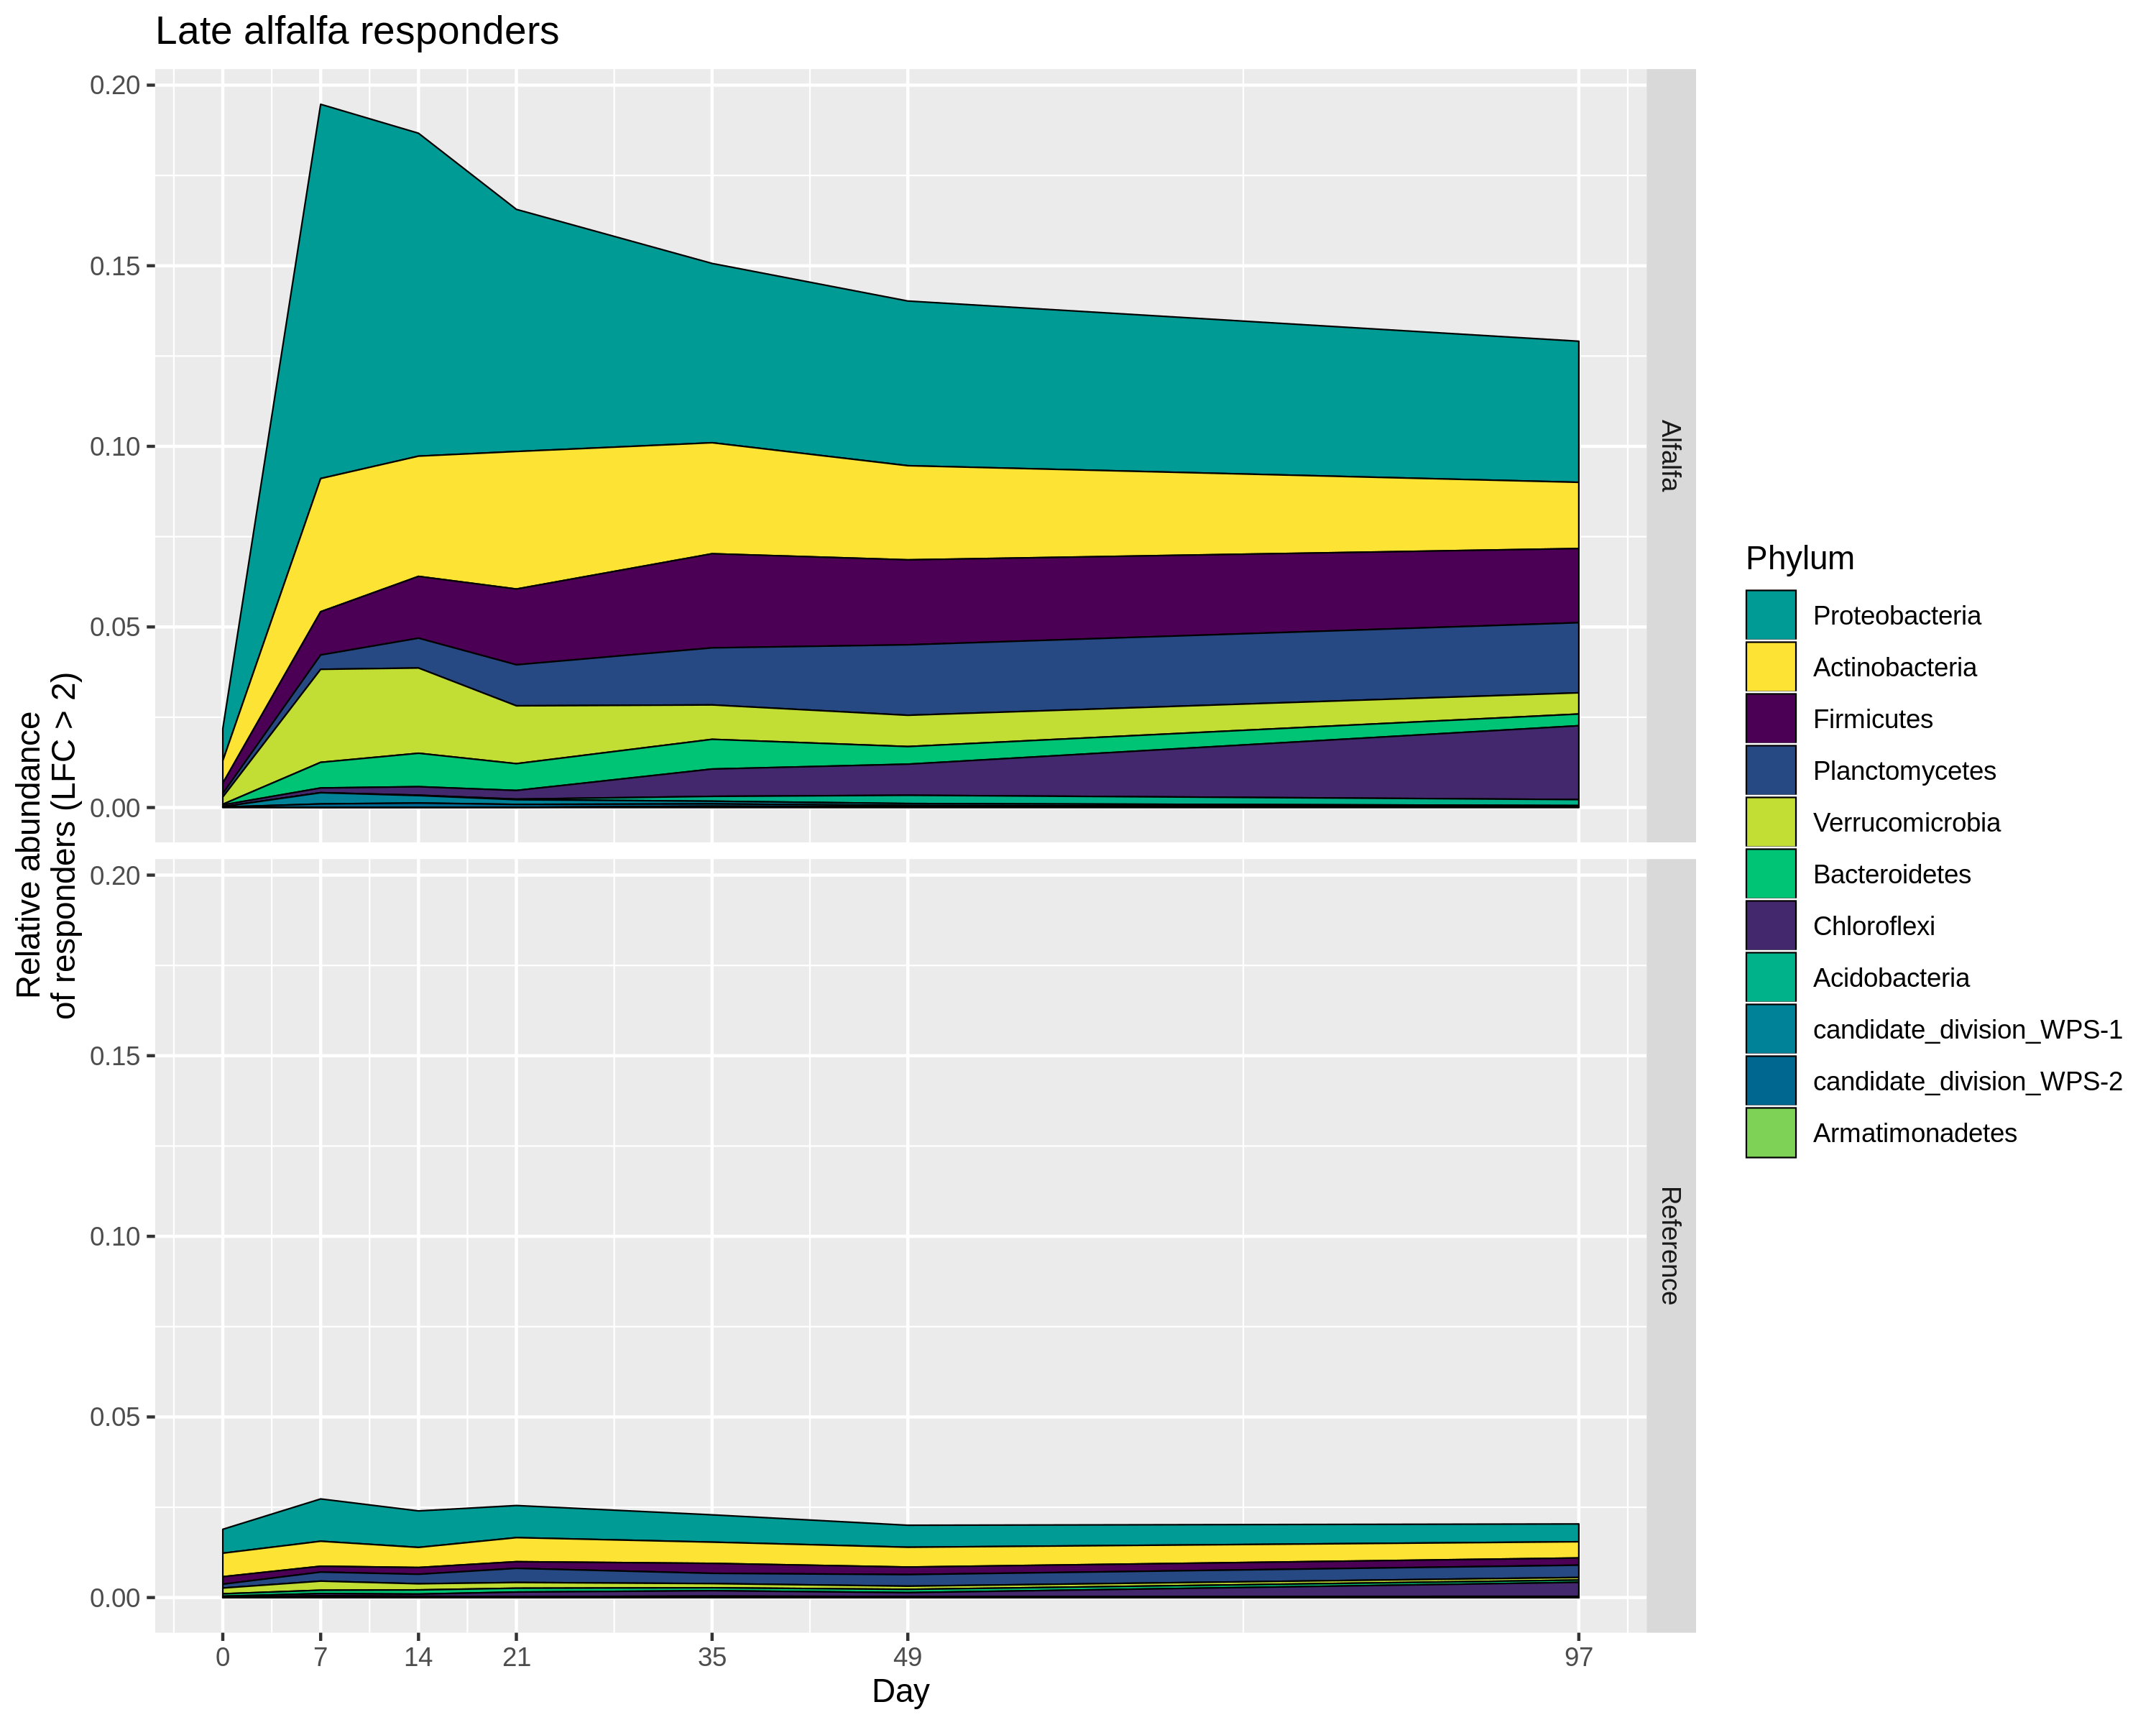 Late alfalfa responders
Relative abundance
of responders (LFC > 2)
0.20
0.15
0.10
0.05
0.00
Alfalfa
0.20
0.15
0.10
0.05
0.00
Reference
0
7
14
21
35
49
97
Day
Phylum
Proteobacteria
Actinobacteria
Firmicutes
Planctomycetes
Verrucomicrobia
Bacteroidetes
Chloroflexi
Acidobacteria
candidate_division_WPS-1
candidate_division_WPS-2
Armatimonadetes